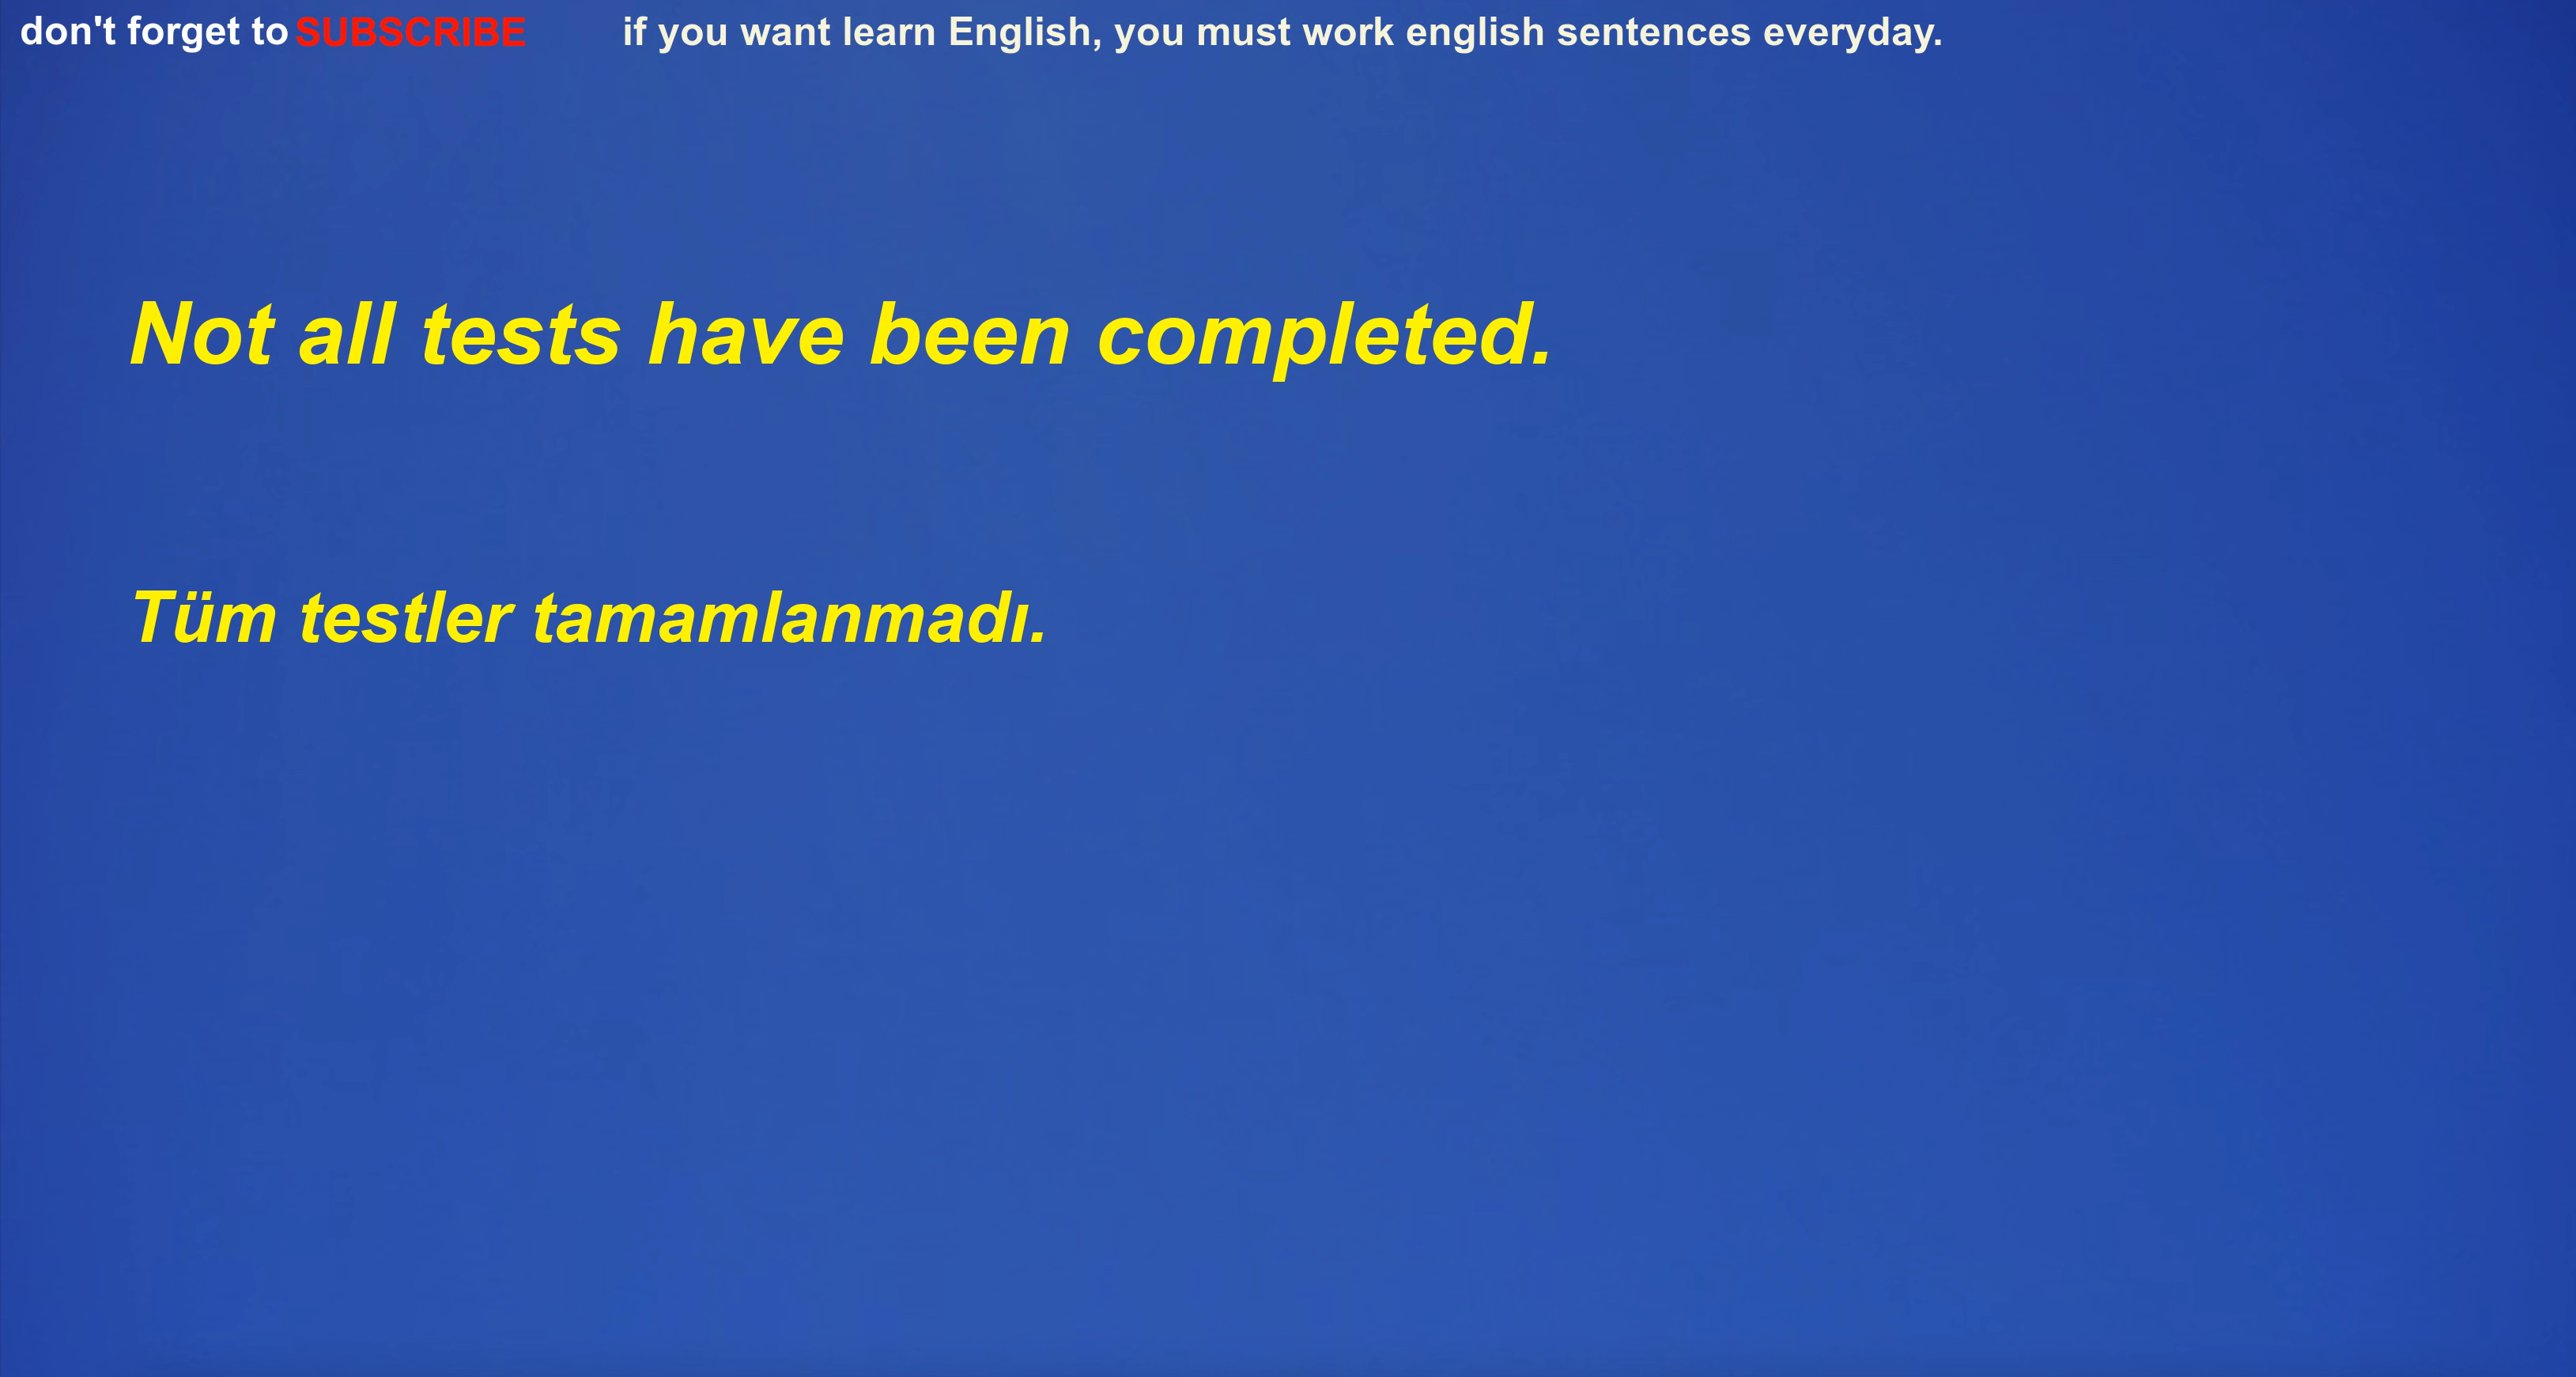 don't forget to SUBSCRIBE if you want learn English, you must work english sentences everyday.
Not all tests have been completed.
Tüm testler tamamlanmadı.